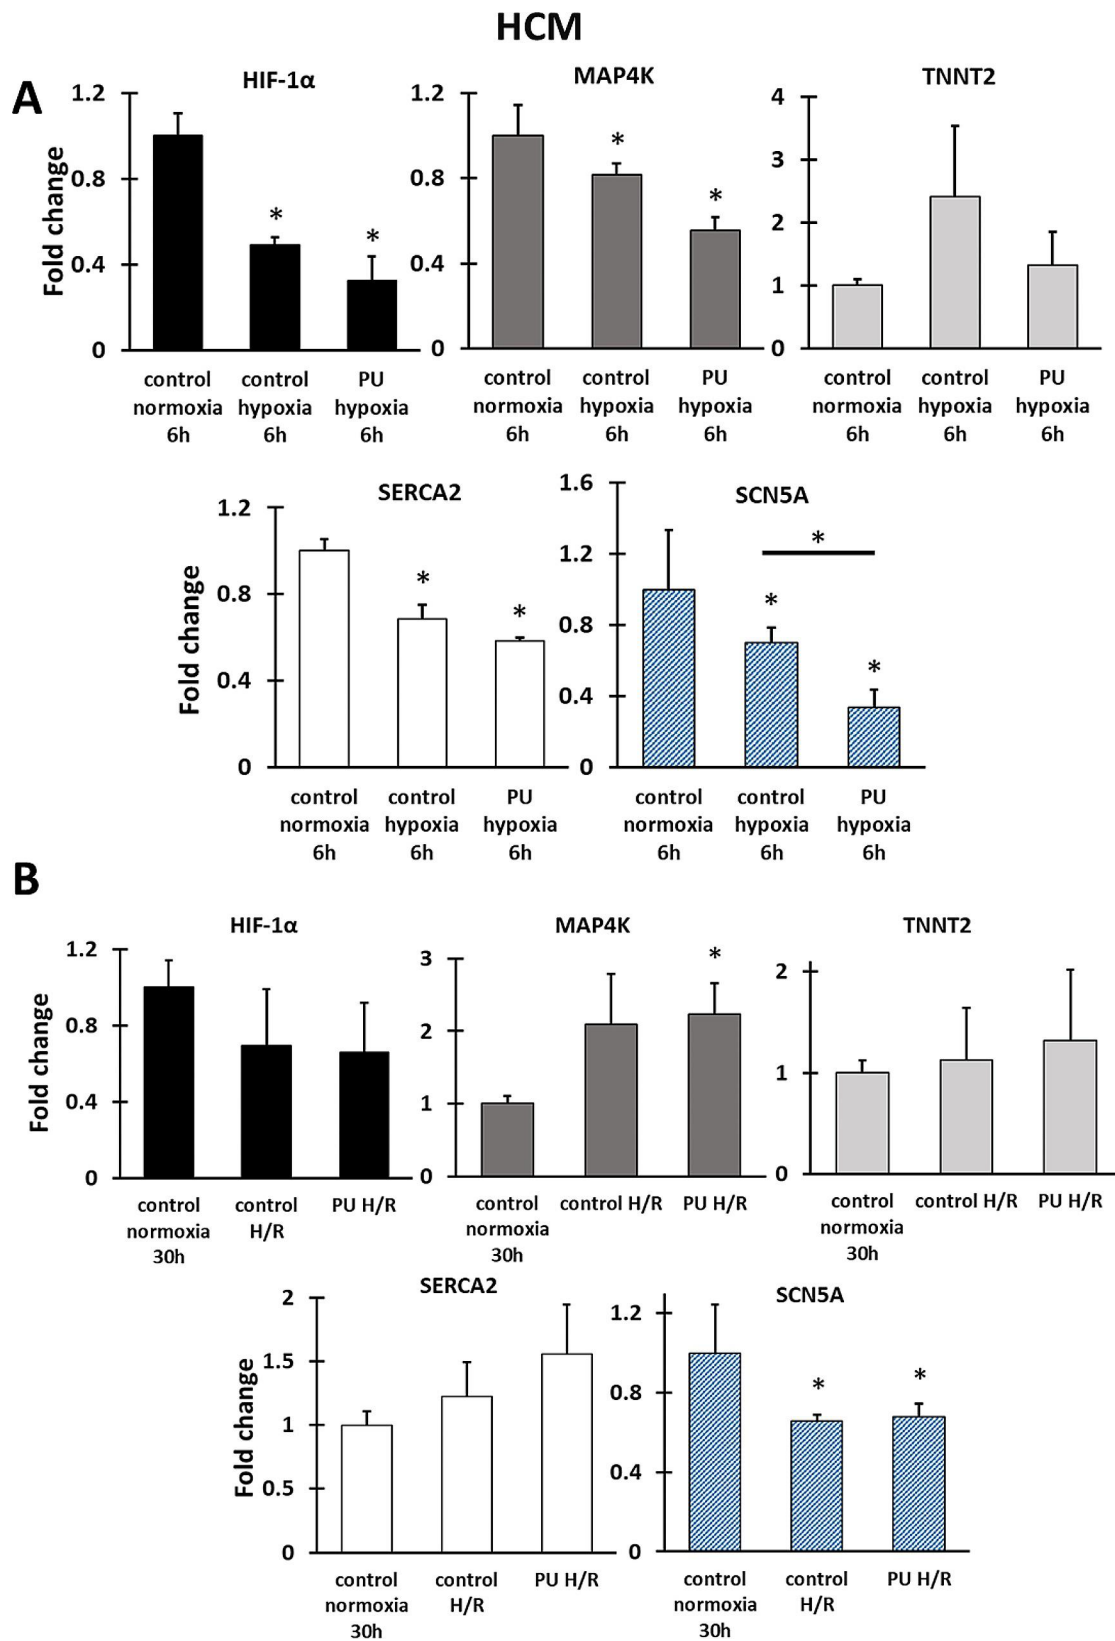 HCM
A
HIF-1α
1.2
0.8
0.4
0
Fold change
*
*
control normoxia 6h
control hypoxia 6h
PU hypoxia 6h
MAP4K
1.2
0.8
0.4
0
*
*
control normoxia 6h
control hypoxia 6h
PU hypoxia 6h
TNNT2
4
3
2
1
0
control normoxia 6h
control hypoxia 6h
PU hypoxia 6h
SERCA2
1.2
0.8
0.4
0
Fold change
*
*
control normoxia 6h
control hypoxia 6h
PU hypoxia 6h
SCN5A
1.6
1.2
0.8
0.4
0
*
*
*
control normoxia 6h
control hypoxia 6h
PU hypoxia 6h
B
HIF-1α
1.2
0.8
0.4
0
Fold change
control normoxia 30h
control H/R
PU H/R
MAP4K
3
2
1
0
*
control normoxia 30h
control H/R
PU H/R
TNNT2
2
1
0
control normoxia 30h
control H/R
PU H/R
SERCA2
2
1.5
1
0.5
0
Fold change
control normoxia 30h
control H/R
PU H/R
SCN5A
1.2
0.8
0.4
0
*
*
control normoxia 30h
control H/R
PU H/R